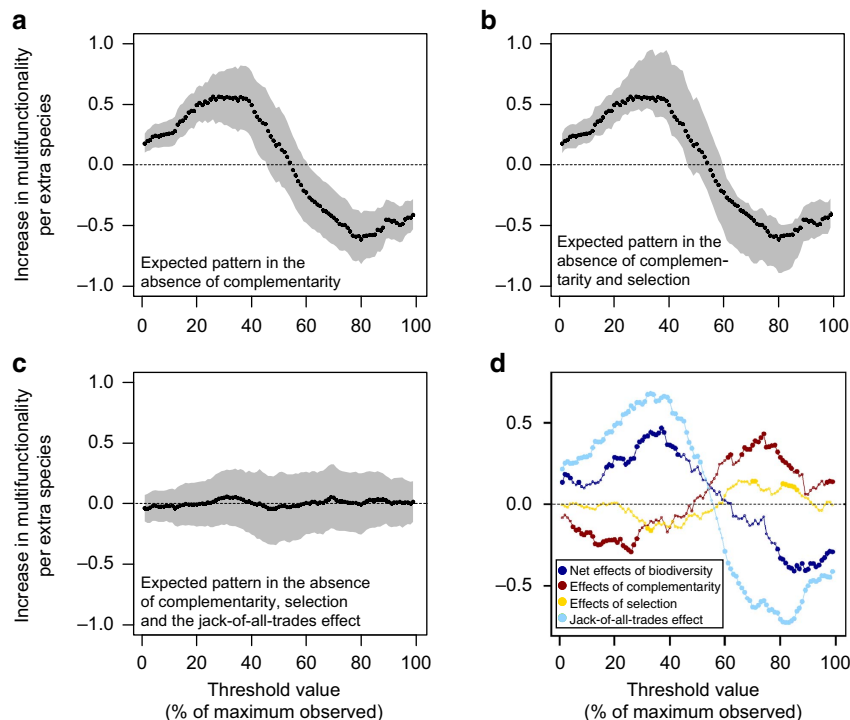 a
b
1.0
0.5
0.0
–0.5
–1.0
Increase in multifunctionality
per extra species
Expected pattern in the
absence of complementarity
0
20
40
60
80
100
1.0
0.5
0.0
–0.5
–1.0
Expected pattern in the
absence of complemen-
tarity and selection
0
20
40
60
80
100
c
d
1.0
0.5
0.0
–0.5
–1.0
Increase in multifunctionality
per extra species
Expected pattern in the absence
of complementarity, selection
and the jack-of-all-trades effect
0
20
40
60
80
100
Threshold value
(% of maximum observed)
0.5
0.0
–0.5
Net effects of biodiversity
Effects of complementarity
Effects of selection
Jack-of-all-trades effect
0
20
40
60
80
100
Threshold value
(% of maximum observed)